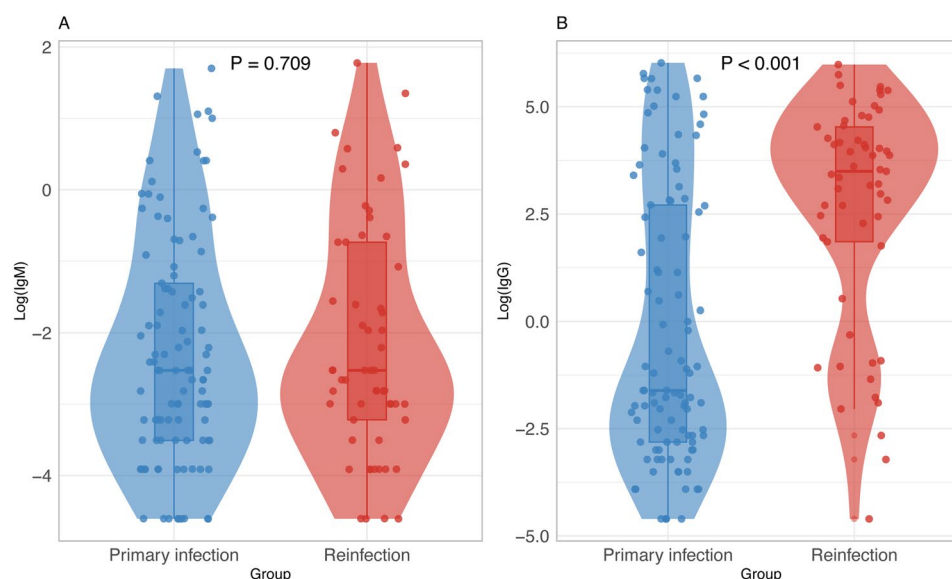 A
P = 0.709
Log(IgM)
2
0
−2
−4
Primary infection
Reinfection
Group
B
P < 0.001
Log(IgG)
5.0
2.5
0.0
−2.5
−5.0
Primary infection
Reinfection
Group